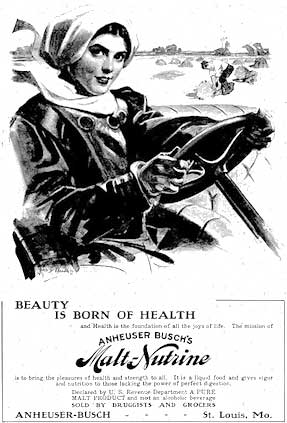 BEAUTY
IS BORN OF HEALTH
and Health is the foundation of all the joys of life. The mission of
ANHEUSER BUSCH'S
Malt-Nutrine
is to bring the pleasures of health and strength to all. It is a liquid food and gives vigor
and nutrition to those lacking the power of perfect digestion.
Declared by U. S. Revenue Department A PURE
MALT PRODUCT and not an alcoholic beverage
SOLD BY DRUGGISTS AND GROCERS
ANHEUSER-BUSCH - - - St. Louis, Mo.